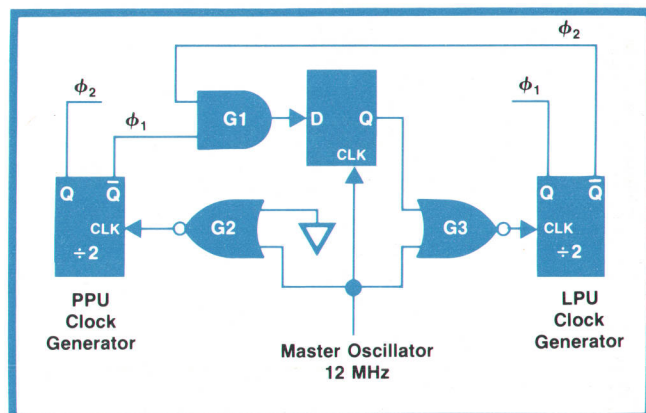 ϕ2
ϕ2
ϕ1
ϕ1
G1
D Q
CLK
Q Q̅
Q Q̅
CLK
÷2
G2
G3
CLK
÷2
PPU
Clock
Generator
LPU
Clock
Generator
Master Oscillator
12 MHz